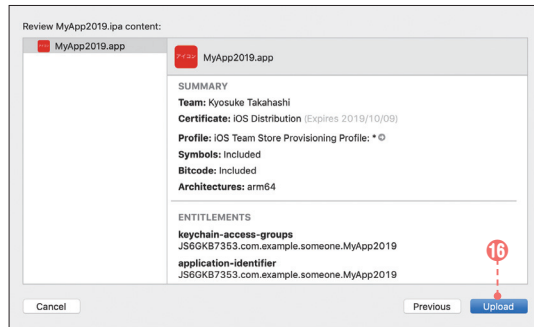 Review MyApp2019.ipa content:
MyApp2019.app
アイコン
MyApp2019.app
SUMMARY
Team: Kyosuke Takahashi
Certificate: iOS Distribution (Expires 2019/10/09)
Profile: iOS Team Store Provisioning Profile: *
Symbols: Included
Bitcode: Included
Architectures: arm64
ENTITLEMENTS
keychain-access-groups
JS6GKB7353.com.example.someone.MyApp2019
application-identifier
JS6GKB7353.com.example.someone.MyApp2019
16
Cancel
Previous
Upload